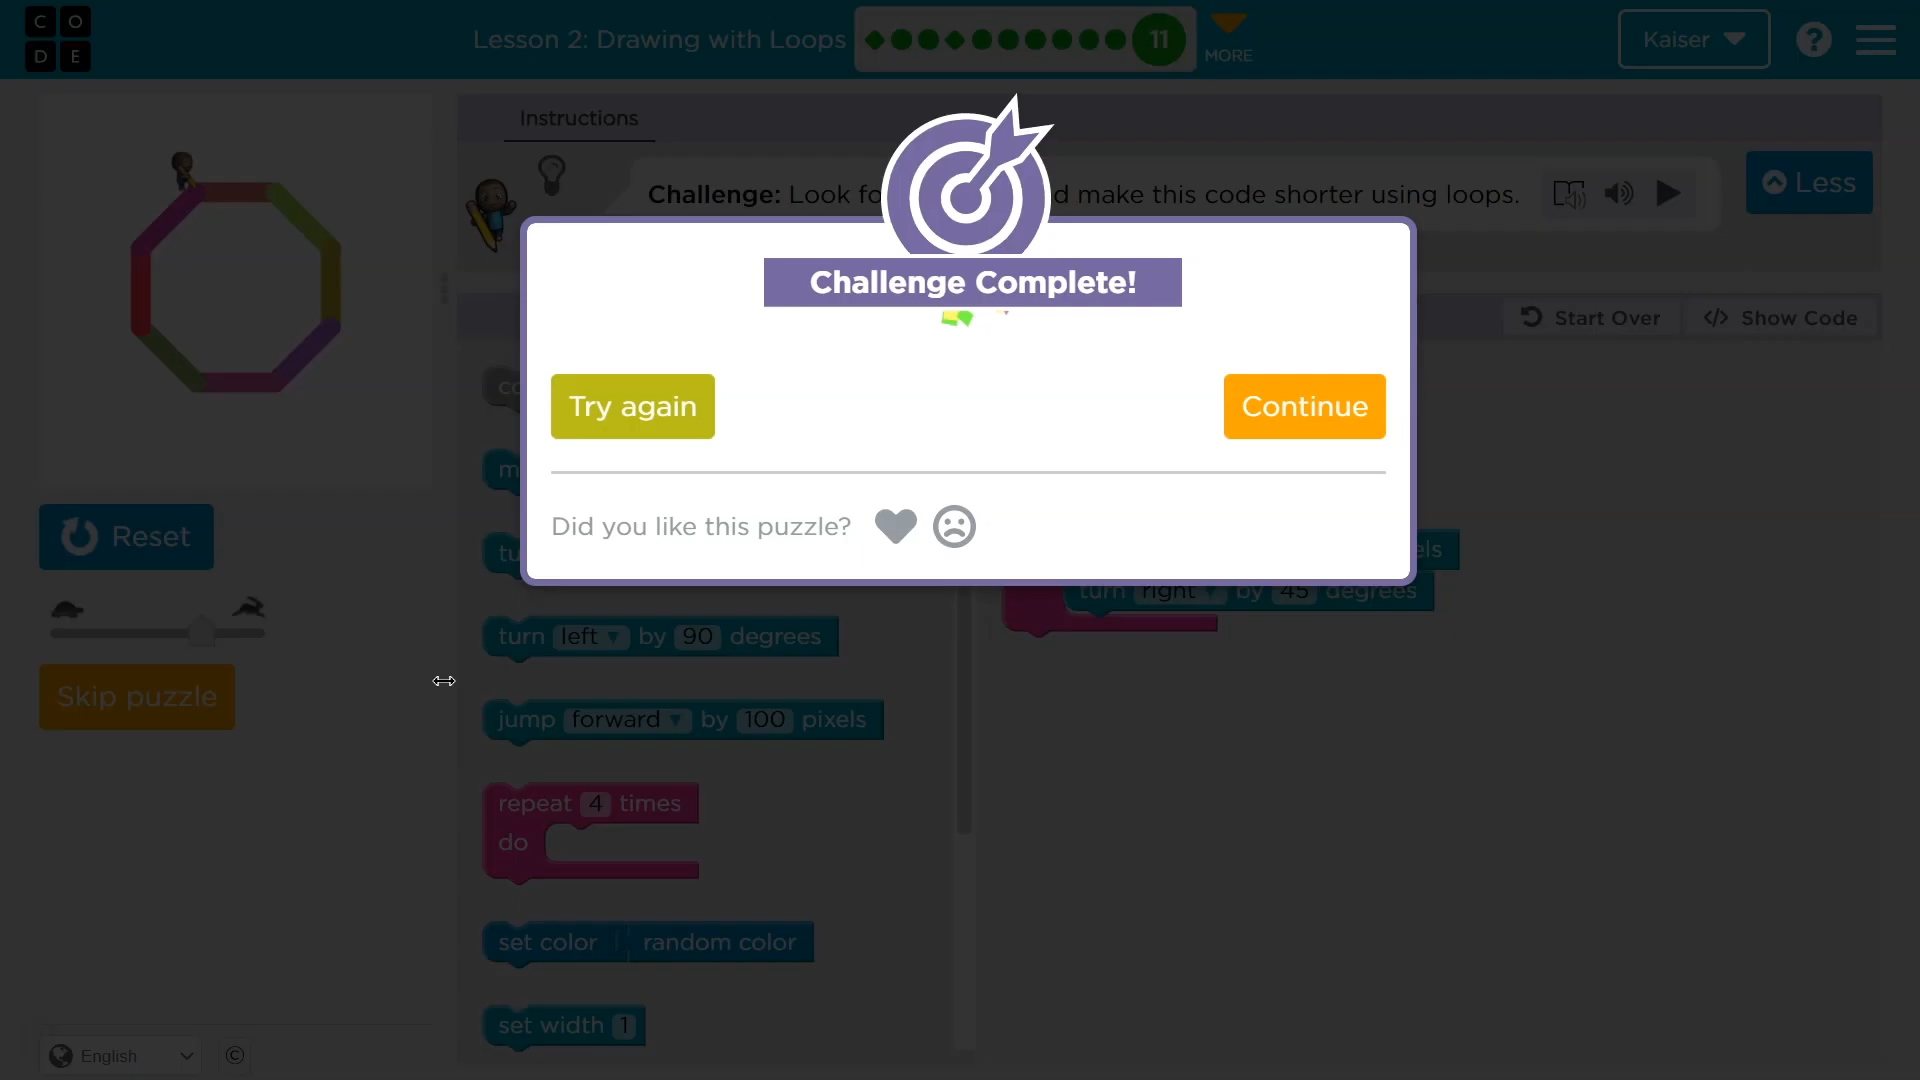 C O
D E
Lesson 2: Drawing with Loops
11
MORE
Kaiser
?
Instructions
Challenge: Look fo
d make this code shorter using loops.
Less
Challenge Complete!
Start Over
</> Show Code
Try again
Continue
Did you like this puzzle?
Reset
els
turn right by 45 degrees
turn left by 90 degrees
Skip puzzle
jump forward by 100 pixels
repeat 4 times
do
set color random color
set width 1
English
©